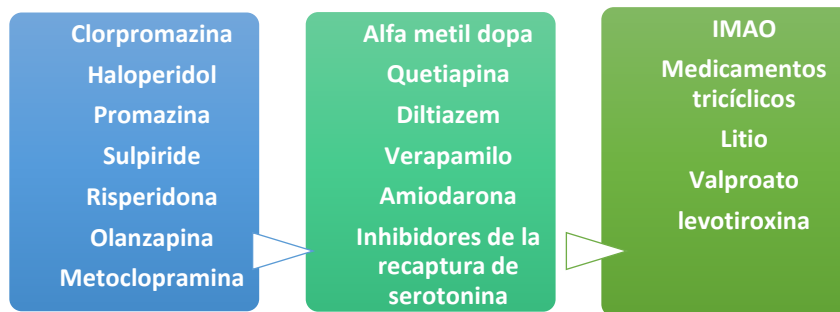 Clorpromazina
Haloperidol
Promazina
Sulpiride
Risperidona
Olanzapina
Metoclopramina
Alfa metil dopa
Quetiapina
Diltiazem
Verapamilo
Amiodarona
Inhibidores de la
recaptura de
serotonina
IMAO
Medicamentos
tricíclicos
Litio
Valproato
levotiroxina